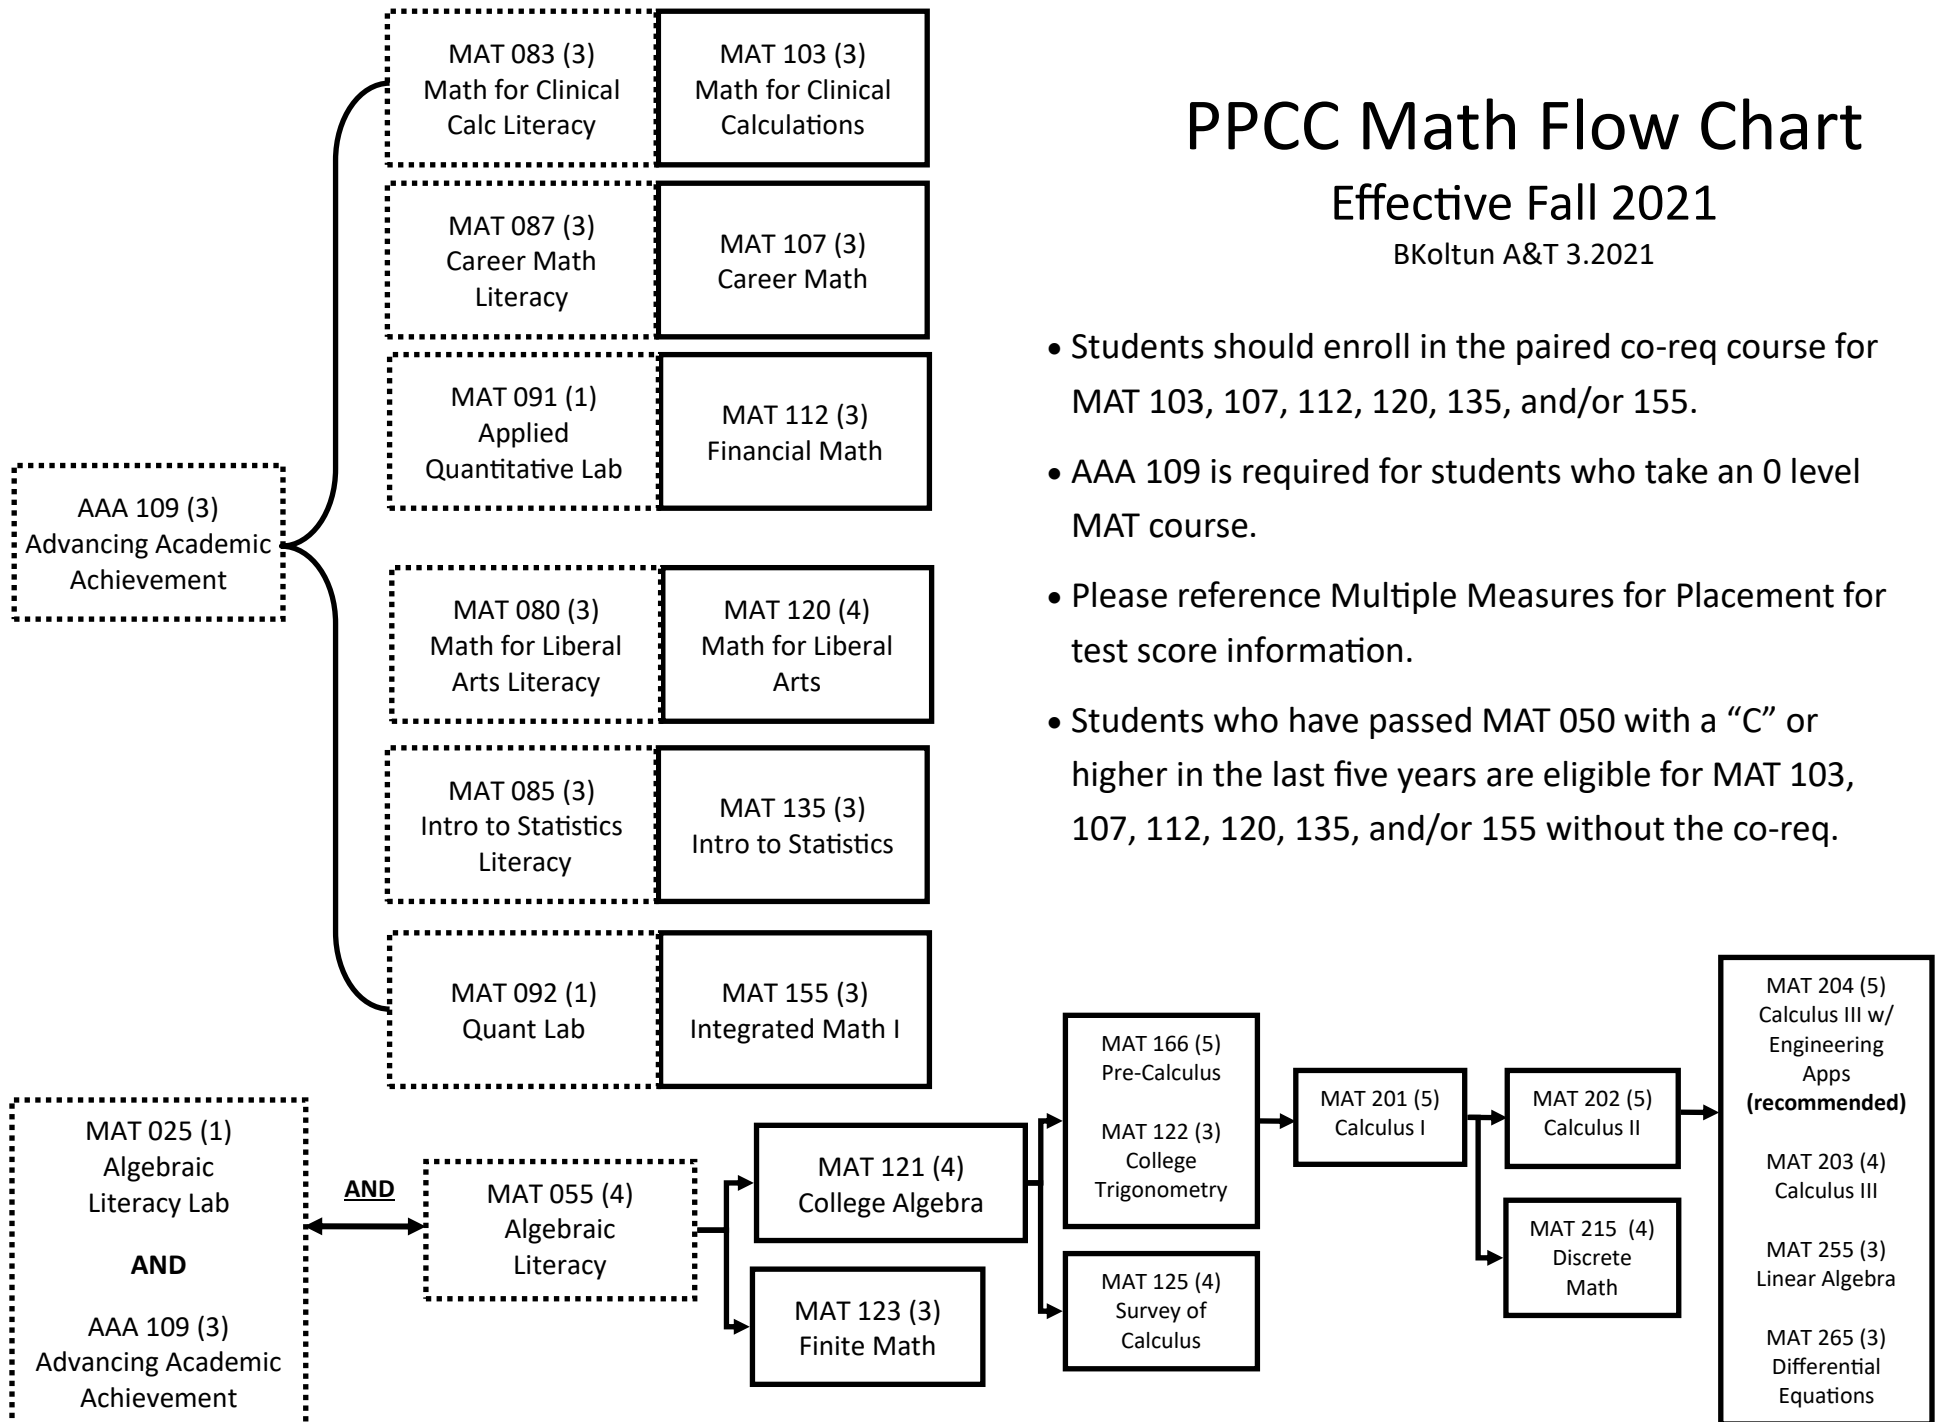 MAT 083 (3)
Math for Clinical
Calc Literacy
MAT 103 (3)
Math for Clinical
Calculations
PPCC Math Flow Chart
Effective Fall 2021
BKoltun A&T 3.2021
MAT 087 (3)
Career Math
Literacy
MAT 107 (3)
Career Math
MAT 091 (1)
Applied
Quantitative Lab
MAT 112 (3)
Financial Math
AAA 109 (3)
Advancing Academic
Achievement
MAT 080 (3)
Math for Liberal
Arts Literacy
MAT 120 (4)
Math for Liberal
Arts
MAT 085 (3)
Intro to Statistics
Literacy
MAT 135 (3)
Intro to Statistics
MAT 092 (1)
Quant Lab
MAT 155 (3)
Integrated Math I
• Students should enroll in the paired co-req course for
MAT 103, 107, 112, 120, 135, and/or 155.
• AAA 109 is required for students who take an 0 level
MAT course.
• Please reference Multiple Measures for Placement for
test score information.
• Students who have passed MAT 050 with a “C” or
higher in the last five years are eligible for MAT 103,
107, 112, 120, 135, and/or 155 without the co-req.
MAT 025 (1)
Algebraic
Literacy Lab
AND
AAA 109 (3)
Advancing Academic
Achievement
AND
MAT 055 (4)
Algebraic
Literacy
MAT 121 (4)
College Algebra
MAT 123 (3)
Finite Math
MAT 166 (5)
Pre-Calculus
MAT 122 (3)
College
Trigonometry
MAT 125 (4)
Survey of
Calculus
MAT 201 (5)
Calculus I
MAT 202 (5)
Calculus II
MAT 215 (4)
Discrete
Math
MAT 204 (5)
Calculus III w/
Engineering
Apps
(recommended)
MAT 203 (4)
Calculus III
MAT 255 (3)
Linear Algebra
MAT 265 (3)
Differential
Equations